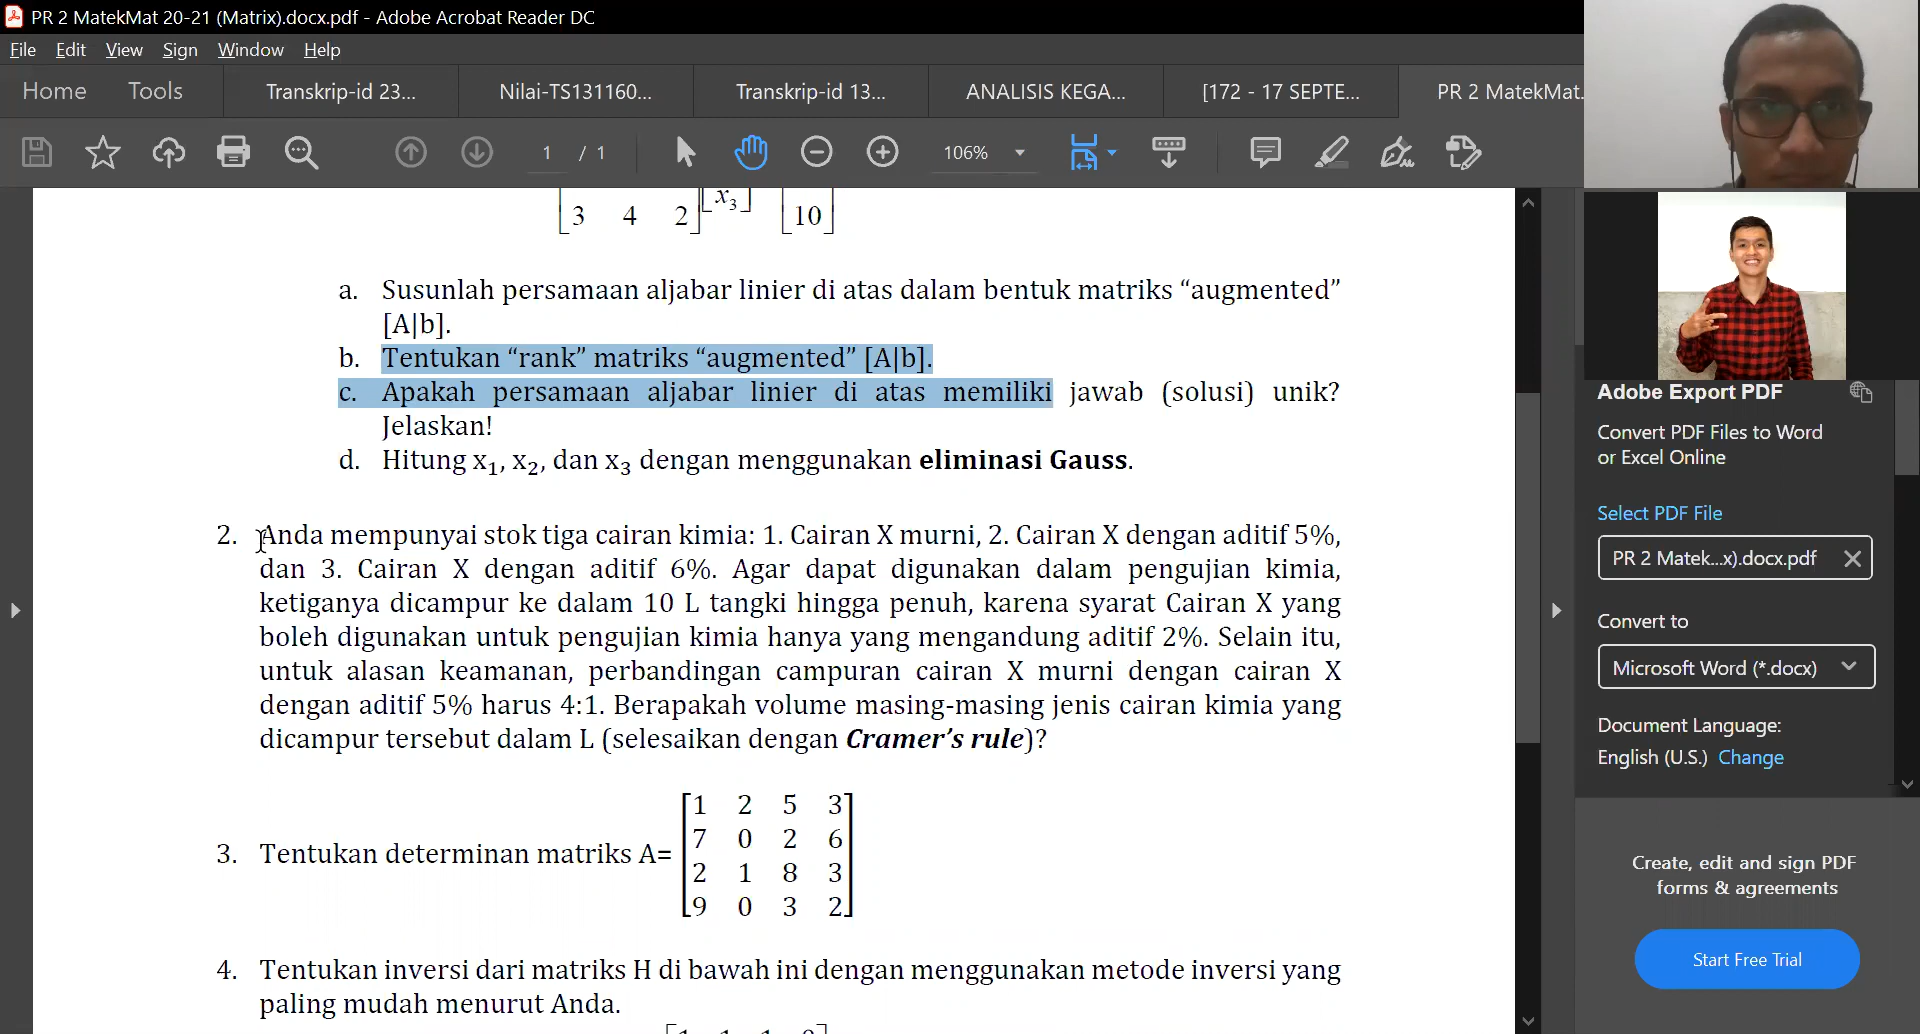 PR 2 MatekMat 20-21 (Matrix).docx.pdf - Adobe Acrobat Reader DC
File Edit View Sign Window Help
Home Tools Transkrip-id 23... Nilai-TS131160... Transkrip-id 13... ANALISIS KEGA... [172 - 17 SEPTE... PR 2 MatekMat.
1 / 1 106%
x3
3 4 2 10
a. Susunlah persamaan aljabar linier di atas dalam bentuk matriks “augmented”
[A|b].
b. Tentukan “rank” matriks “augmented” [A|b].
c. Apakah persamaan aljabar linier di atas memiliki jawab (solusi) unik?
Jelaskan!
d. Hitung x1, x2, dan x3 dengan menggunakan eliminasi Gauss.
2. Anda mempunyai stok tiga cairan kimia: 1. Cairan X murni, 2. Cairan X dengan aditif 5%,
dan 3. Cairan X dengan aditif 6%. Agar dapat digunakan dalam pengujian kimia,
ketiganya dicampur ke dalam 10 L tangki hingga penuh, karena syarat Cairan X yang
boleh digunakan untuk pengujian kimia hanya yang mengandung aditif 2%. Selain itu,
untuk alasan keamanan, perbandingan campuran cairan X murni dengan cairan X
dengan aditif 5% harus 4:1. Berapakah volume masing-masing jenis cairan kimia yang
dicampur tersebut dalam L (selesaikan dengan Cramer’s rule)?
1 2 5 3
7 0 2 6
3. Tentukan determinan matriks A=
2 1 8 3
9 0 3 2
4. Tentukan inversi dari matriks H di bawah ini dengan menggunakan metode inversi yang
paling mudah menurut Anda.
Adobe Export PDF
Convert PDF Files to Word
or Excel Online
Select PDF File
PR 2 Matek...x).docx.pdf
Convert to
Microsoft Word (*.docx)
Document Language:
English (U.S.) Change
Create, edit and sign PDF
forms & agreements
Start Free Trial